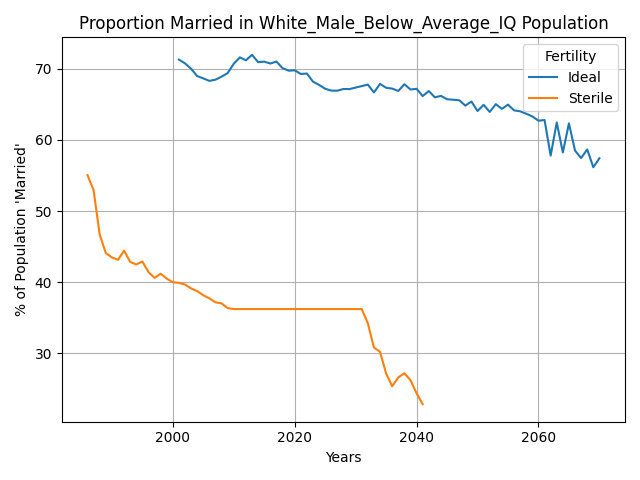 Proportion Married in White_Male_Below_Average_IQ Population
% of Population 'Married'
70
60
50
40
30
Fertility
Ideal
Sterile
2000 2020 2040 2060
Years